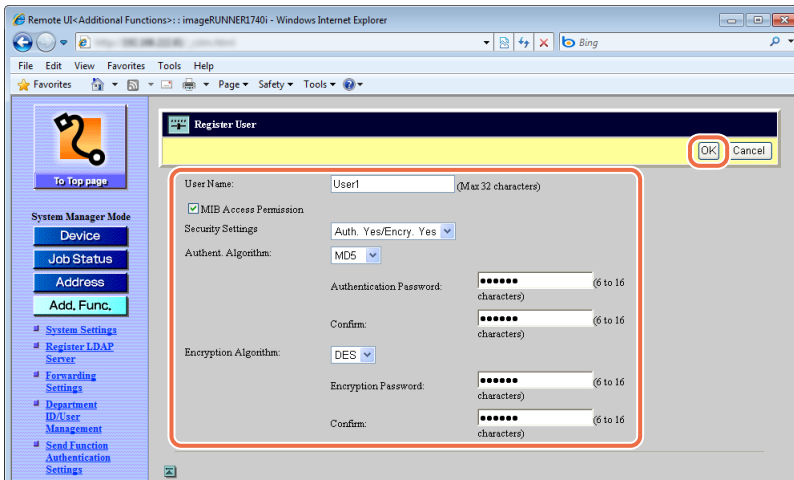 Remote UI<Additional Functions>: : imageRUNNER1740i - Windows Internet Explorer
Bing
File Edit View Favorites Tools Help
Favorites Page Safety Tools
To Top page
System Manager Mode
Device
Job Status
Address
Add. Func.
System Settings
Register LDAP
Server
Forwarding
Settings
Department
ID/User
Management
Send Function
Authentication
Settings
Register User
OK Cancel
User Name: User1 (Max 32 characters)
MIB Access Permission
Security Settings Auth. Yes/Encry. Yes
Authent. Algorithm: MD5
Authentication Password: •••••• (6 to 16
characters)
Confirm: •••••• (6 to 16
characters)
Encryption Algorithm: DES
Encryption Password: •••••• (6 to 16
characters)
Confirm: •••••• (6 to 16
characters)